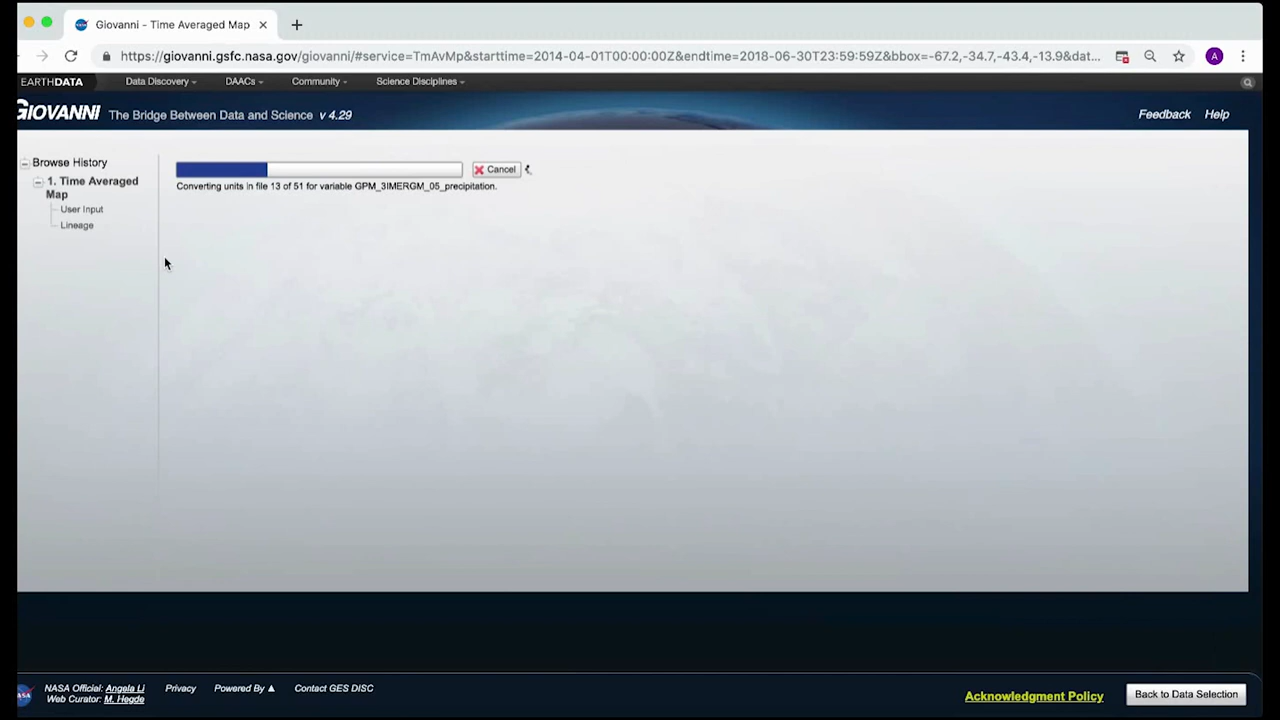 Giovanni - Time Averaged Map
https://giovanni.gsfc.nasa.gov/giovanni/#service=TmAvMp&starttime=2014-04-01T00:00:00Z&endtime=2018-06-30T23:59:59Z&bbox=-67.2,-34.7,-43.4,-13.9&dat...
A
EARTHDATA
Data Discovery
DAACs
Community
Science Disciplines
GIOVANNI The Bridge Between Data and Science v 4.29
Feedback Help
Browse History
1. Time Averaged
Map
User Input
Lineage
Cancel
Converting units in file 13 of 51 for variable GPM_3IMERGM_05_precipitation.
NASA Official: Angela Li
Web Curator: M. Hegde
Privacy
Powered By ▲
Contact GES DISC
Acknowledgment Policy
Back to Data Selection